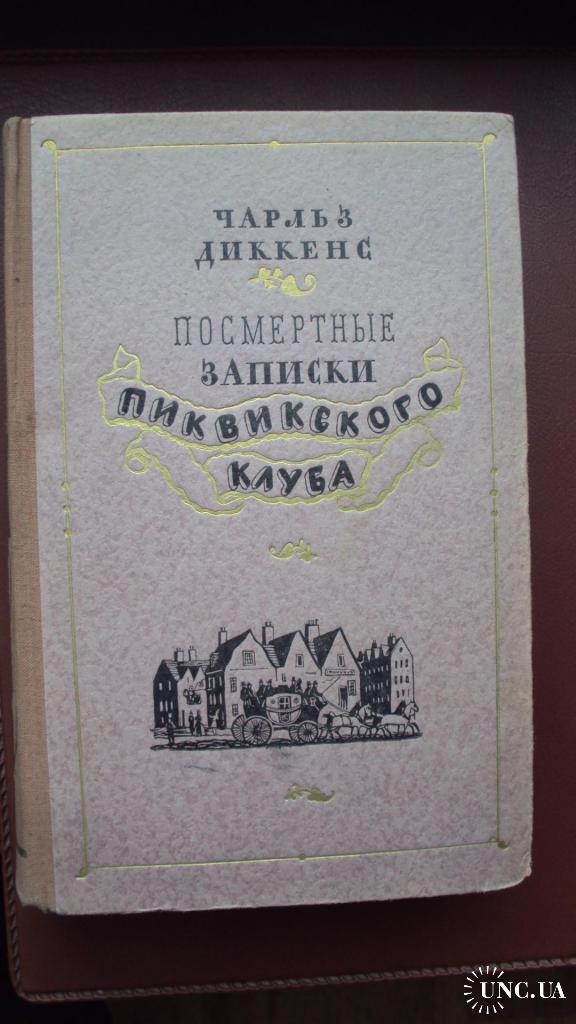 ЧАРЛЬЗ
ДИККЕНС
ПОСМЕРТНЫЕ
ЗАПИСКИ
ПИКВИКСКОГО
КЛУБА
UNC.UA